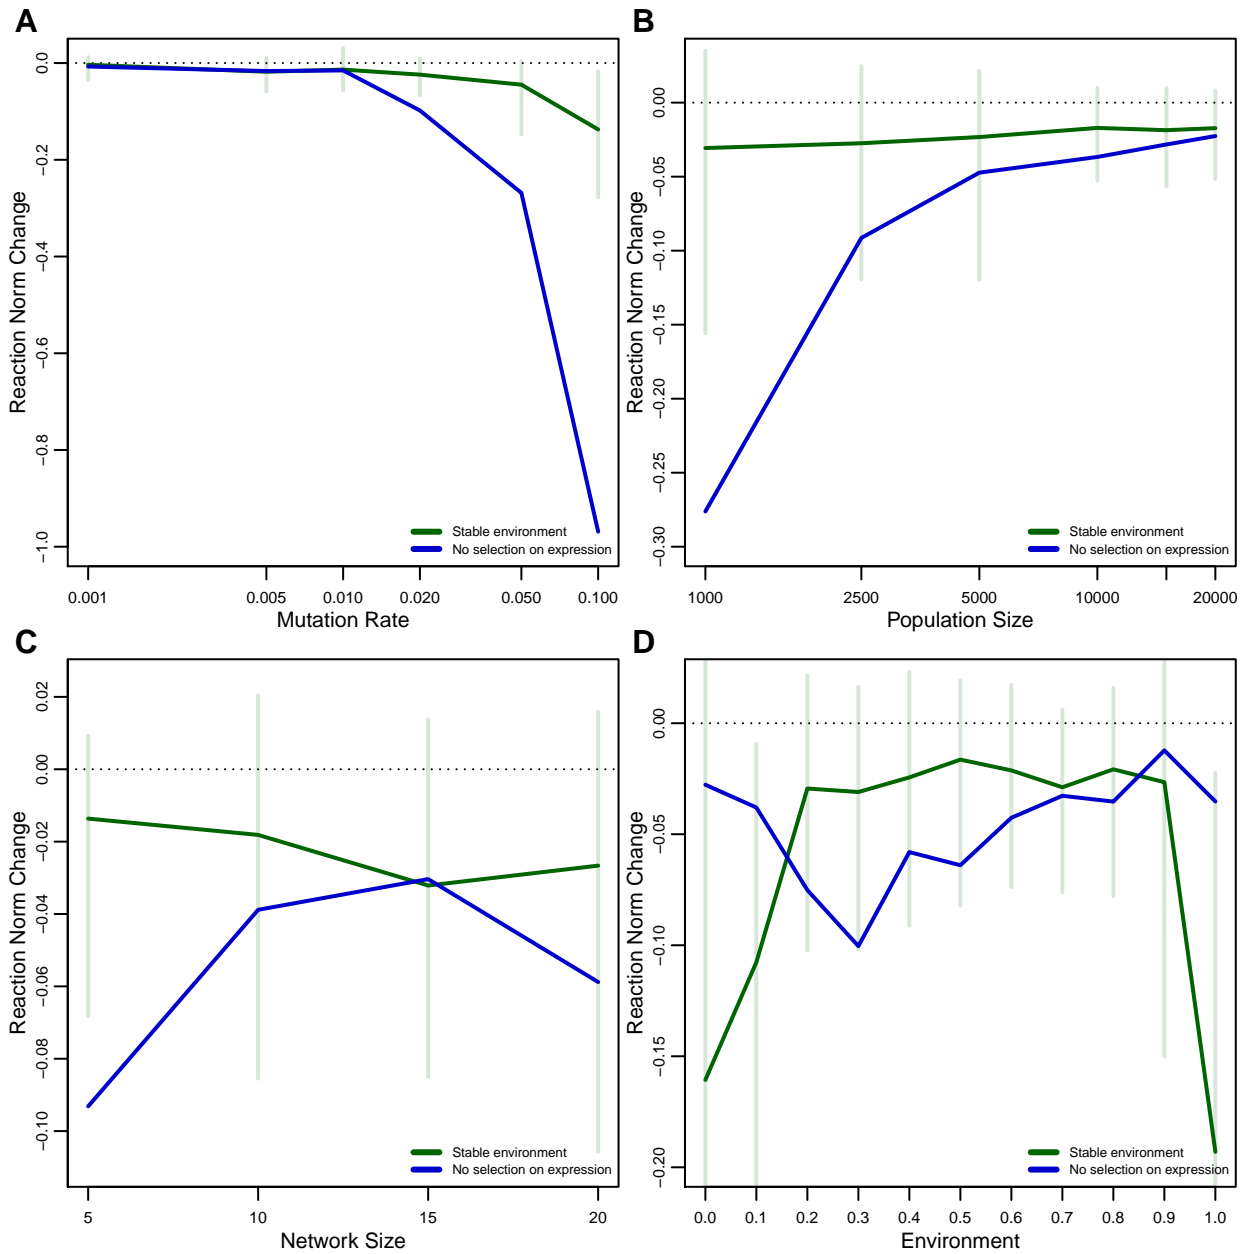 A
Reaction Norm Change
0.0
−0.2
−0.4
−0.6
−0.8
−1.0
Stable environment
No selection on expression
0.001 0.005 0.010 0.020 0.050 0.100
Mutation Rate
B
Reaction Norm Change
0.00
−0.05
−0.10
−0.15
−0.20
−0.25
−0.30
Stable environment
No selection on expression
1000 2500 5000 10000 20000
Population Size
C
Reaction Norm Change
0.02
0.00
−0.02
−0.04
−0.06
−0.08
−0.10
Stable environment
No selection on expression
5 10 15 20
Network Size
D
Reaction Norm Change
0.00
−0.05
−0.10
−0.15
−0.20
Stable environment
No selection on expression
0.0 0.1 0.2 0.3 0.4 0.5 0.6 0.7 0.8 0.9 1.0
Environment